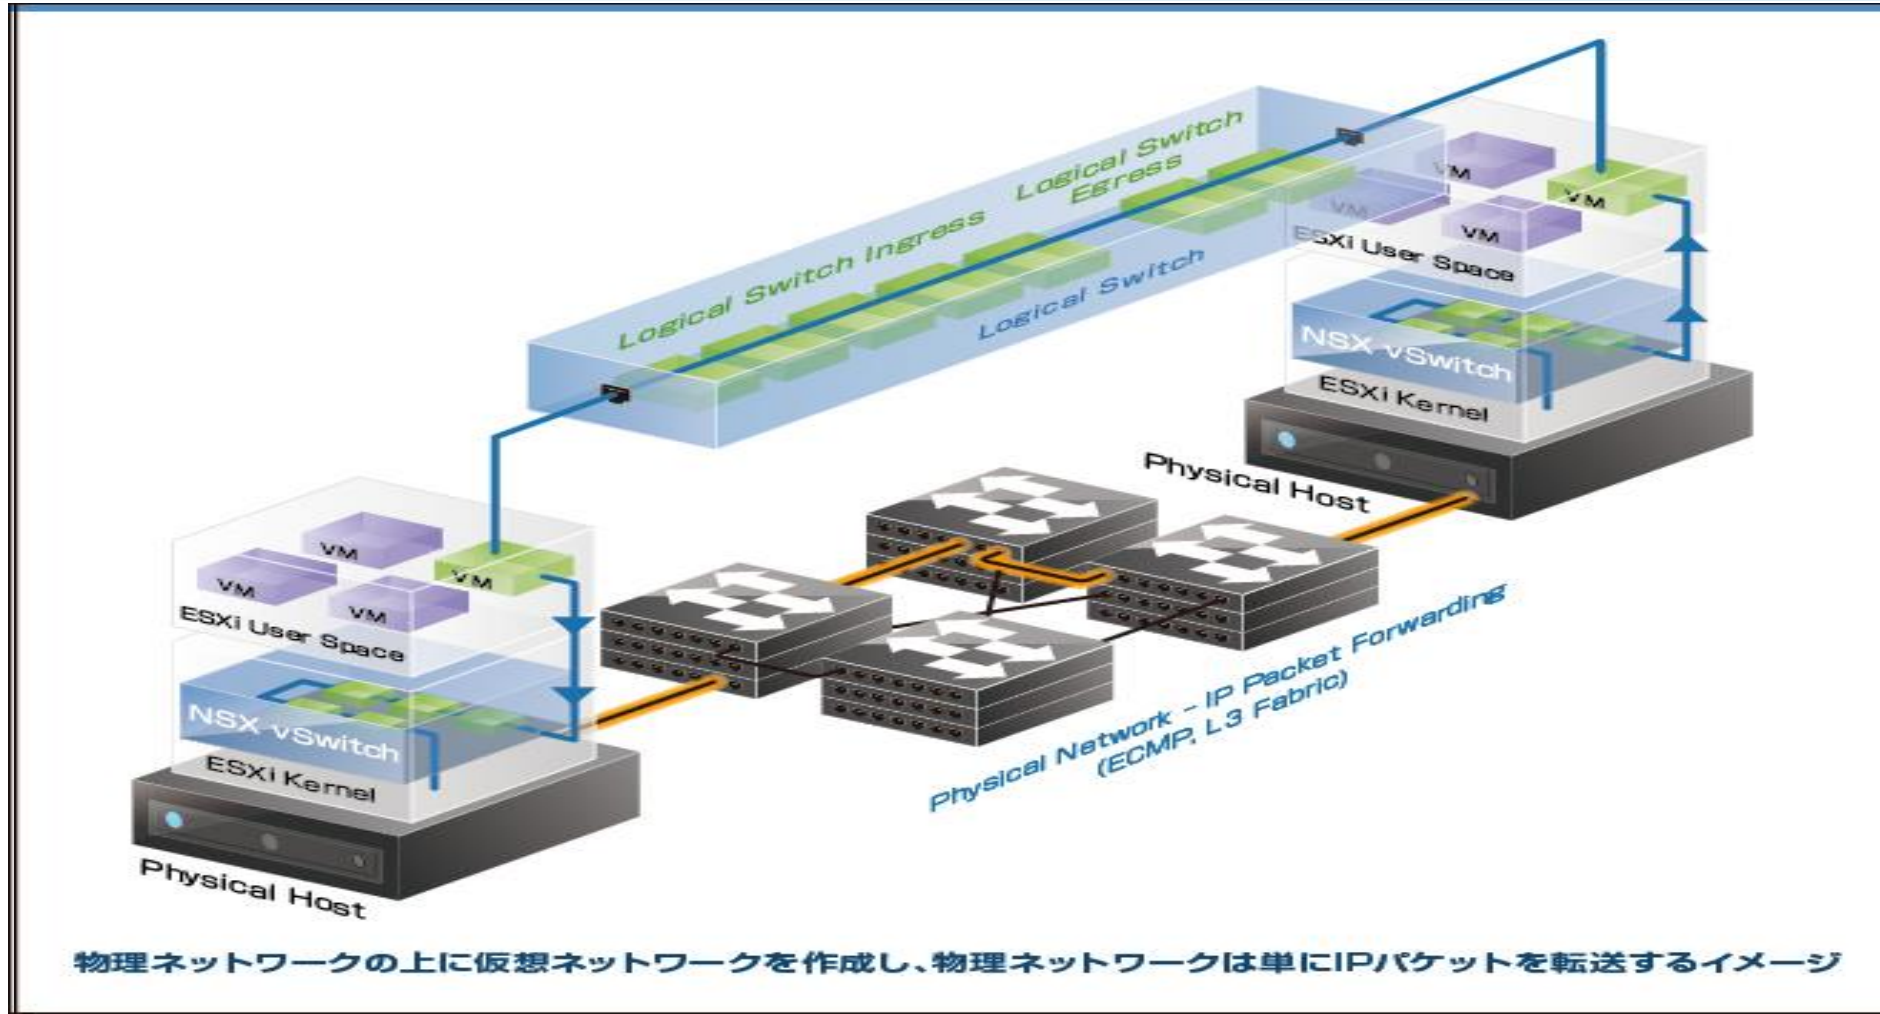 Logical Switch
Egress
Logical Switch Ingress
Logical Switch
VM
VM
VM
VM
ESXi User Space
NSX vSwitch
ESXi Kernel
Physical Host
VM
VM
VM
VM
ESXi User Space
NSX vSwitch
ESXi Kernel
Physical Host
Physical Network - IP Packet Forwarding
(ECMP, L3 Fabric)
物理ネットワークの上に仮想ネットワークを作成し、物理ネットワークは単にIPパケットを転送するイメージ